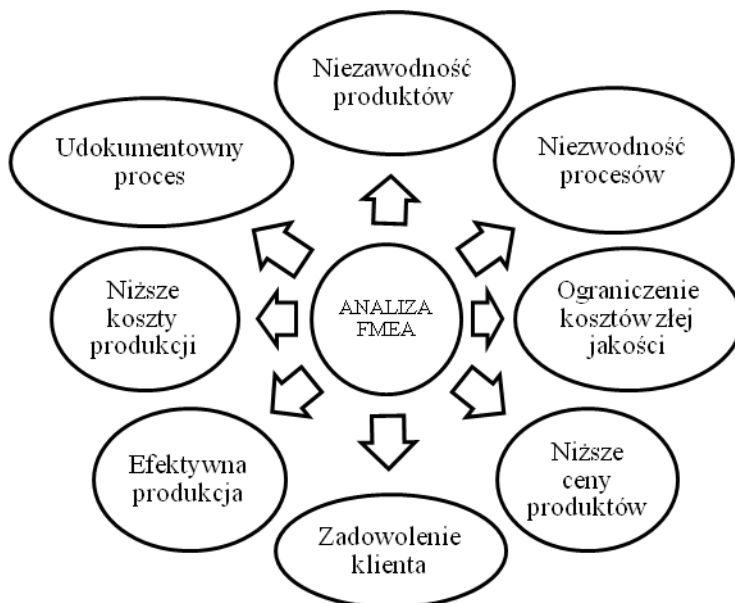 Niezawodność
produktów
Udokumentowny
proces
Niezwodność
procesów
Niższe
koszty
produkcji
ANALIZA
FMEA
Ograniczenie
kosztów złej
jakości
Efektywna
produkcja
Niższe
ceny
produktów
Zadowolenie
klienta